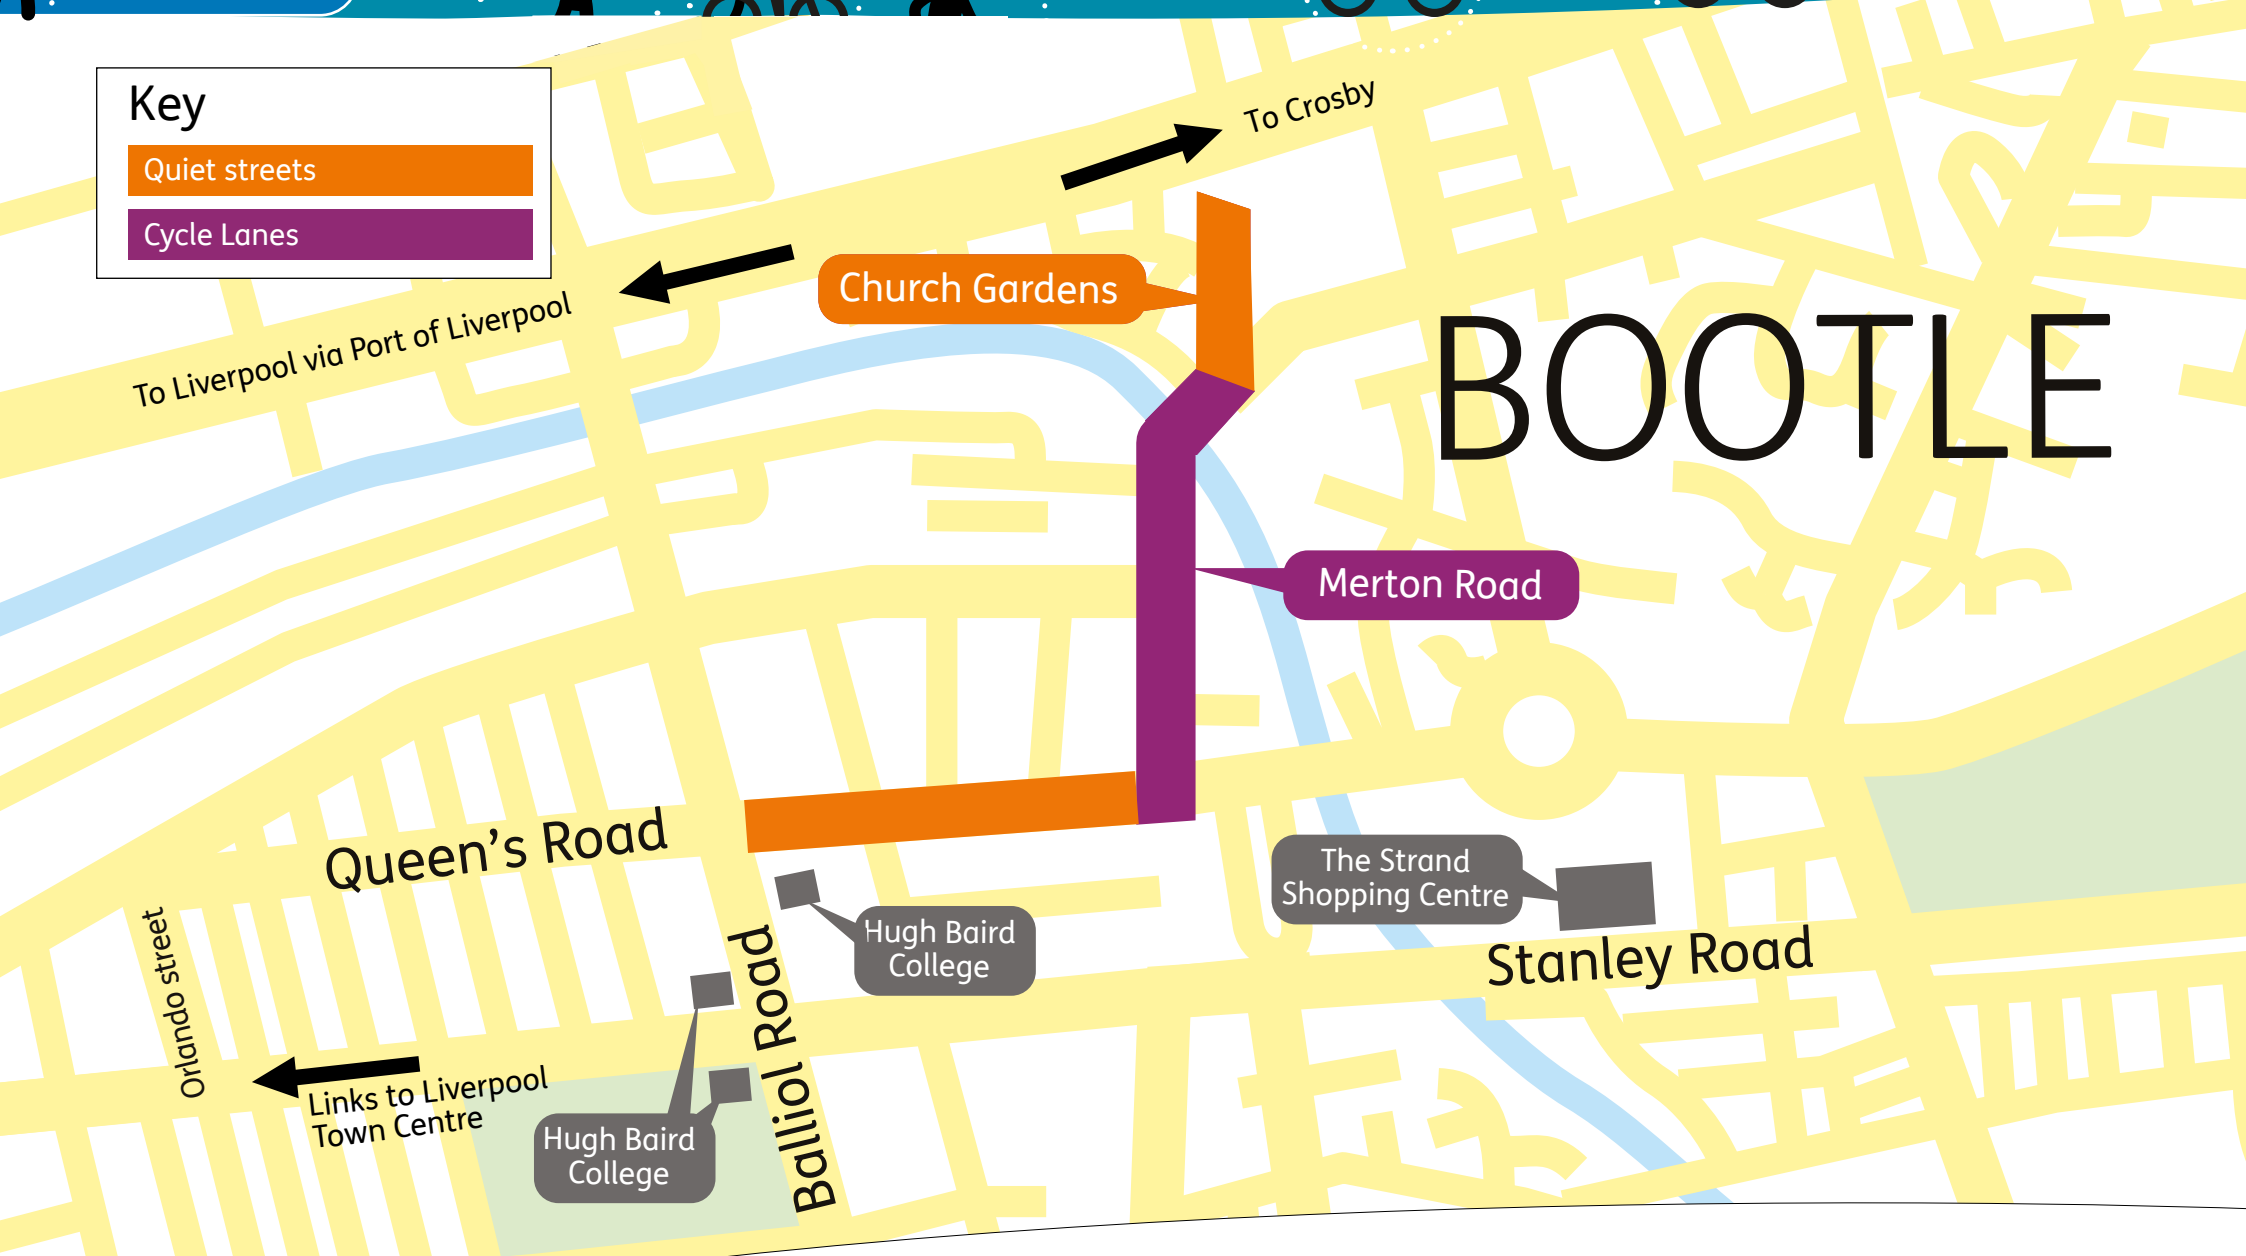 Key
Quiet streets
Cycle Lanes
To Crosby
To Liverpool via Port of Liverpool
Church Gardens
BOOTLE
Merton Road
Queen's Road
The Strand
Shopping Centre
Hugh Baird
College
Stanley Road
Orlando street
Balliol Road
Links to Liverpool
Town Centre
Hugh Baird
College